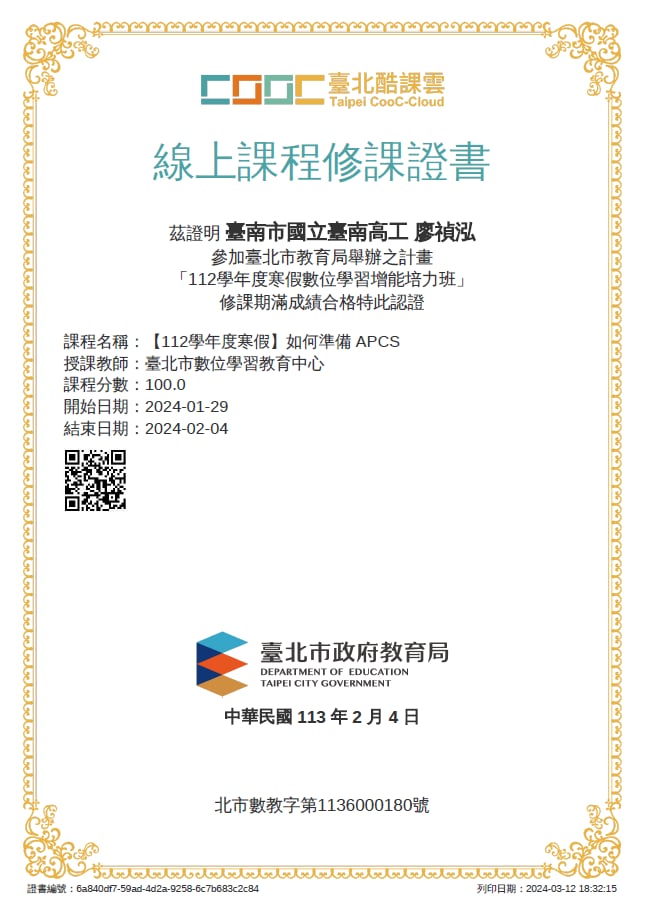 COOC 臺北酷課雲
Taipei CooC-Cloud
線上課程修課證書
茲證明 臺南市國立臺南高工 廖禎泓
參加臺北市教育局舉辦之計畫
「112學年度寒假數位學習增能培力班」
修課期滿成績合格特此認證
課程名稱：【112學年度寒假】如何準備 APCS
授課教師：臺北市數位學習教育中心
課程分數：100.0
開始日期：2024-01-29
結束日期：2024-02-04
臺北市政府教育局
DEPARTMENT OF EDUCATION
TAIPEI CITY GOVERNMENT
中華民國 113 年 2 月 4 日
北市數教字第1136000180號
證書編號：6a840df7-59ad-4d2a-9258-6c7b683c2c84
列印日期：2024-03-12 18:32:15